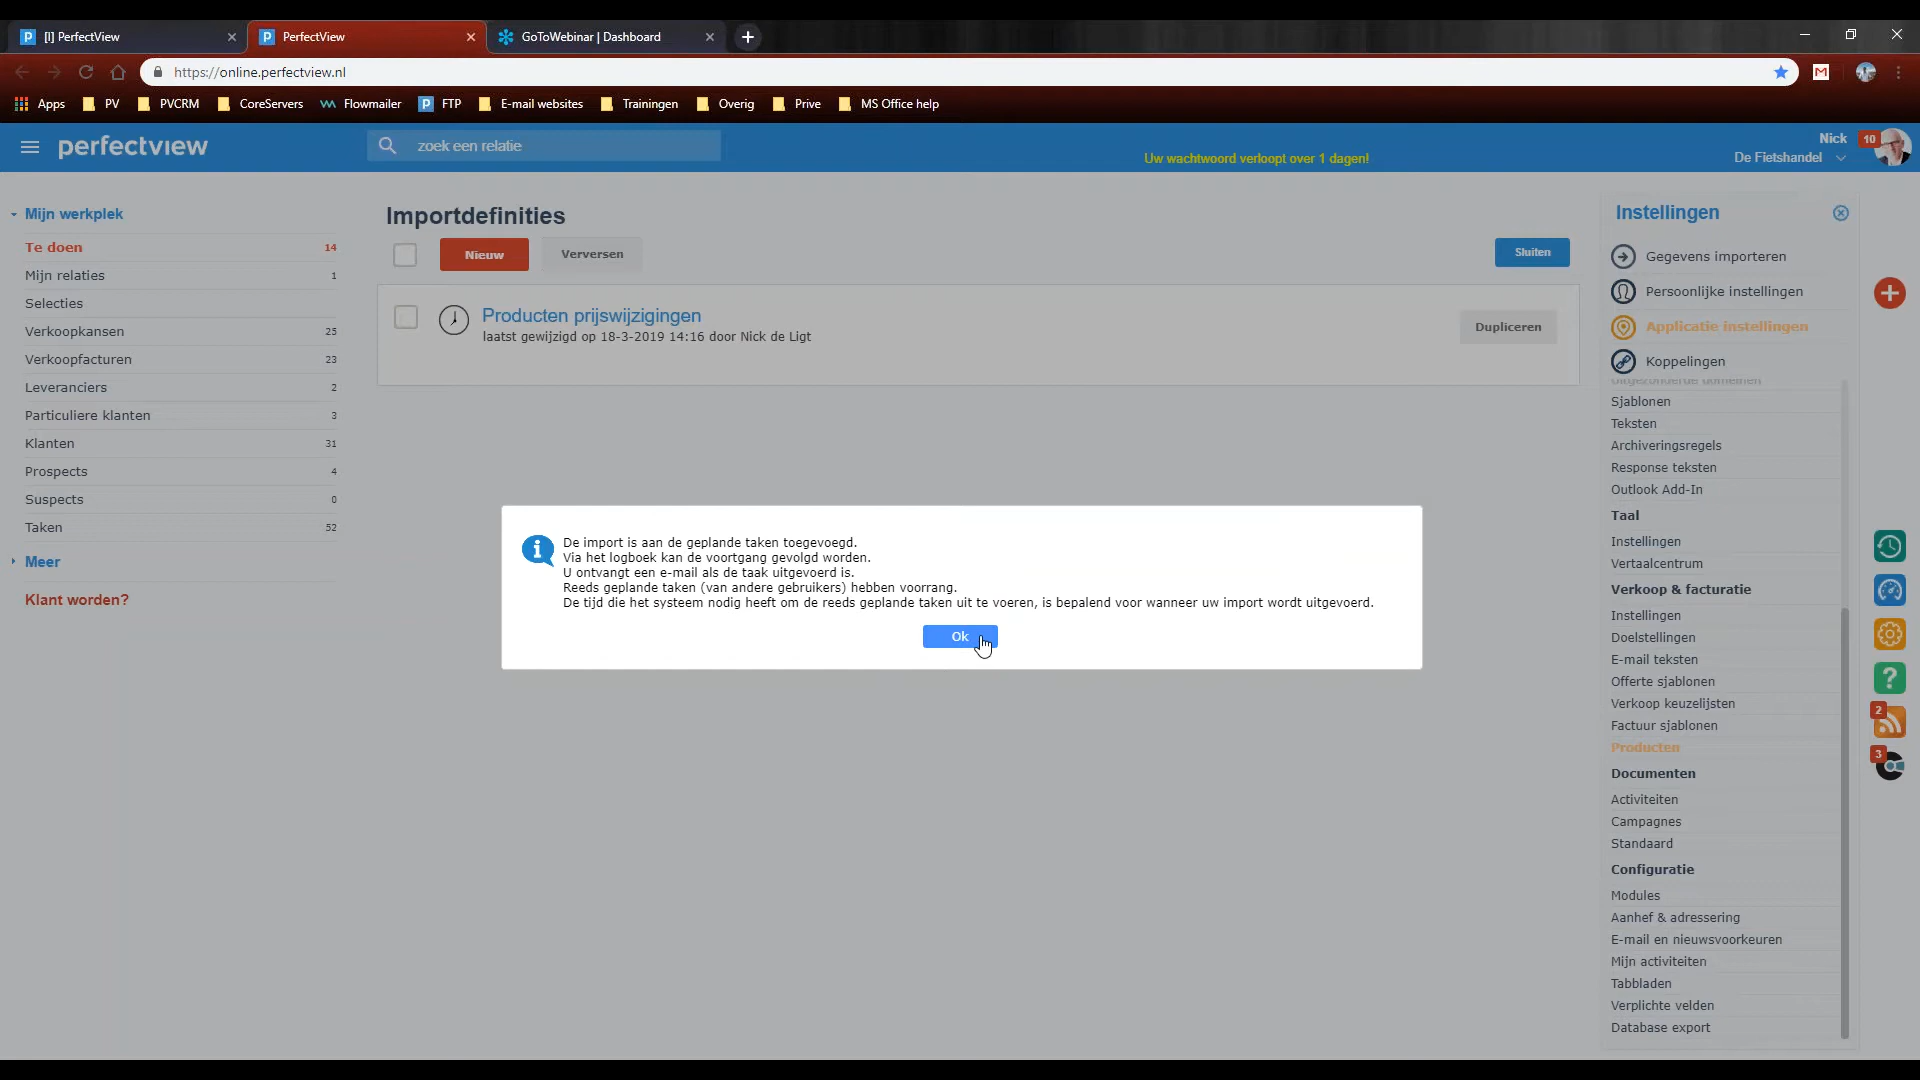 [I] PerfectView
PerfectView
GoToWebinar | Dashboard
https://online.perfectview.nl
Apps
PV
PVCRM
CoreServers
Flowmailer
FTP
E-mail websites
Trainingen
Overig
Prive
MS Office help
perfectview
zoek een relatie
Uw wachtwoord verloopt over 1 dagen!
Nick
De Fietshandel
10
Mijn werkplek
Te doen 14
Mijn relaties 1
Selecties
Verkoopkansen 25
Verkoopfacturen 23
Leveranciers 2
Particuliere klanten 3
Klanten 31
Prospects 4
Suspects 0
Taken 52
Meer
Klant worden?
Importdefinities
Nieuw
Verversen
Sluiten
Producten prijswijzigingen
laatst gewijzigd op 18-3-2019 14:16 door Nick de Ligt
Dupliceren
De import is aan de geplande taken toegevoegd.
Via het logboek kan de voortgang gevolgd worden.
U ontvangt een e-mail als de taak uitgevoerd is.
Reeds geplande taken (van andere gebruikers) hebben voorrang.
De tijd die het systeem nodig heeft om de reeds geplande taken uit te voeren, is bepalend voor wanneer uw import wordt uitgevoerd.
Ok
Instellingen
Gegevens importeren
Persoonlijke instellingen
Applicatie instellingen
Koppelingen
Uitgezonderde domeinen
Sjablonen
Teksten
Archiveringsregels
Response teksten
Outlook Add-In
Taal
Instellingen
Vertaalcentrum
Verkoop & facturatie
Instellingen
Doelstellingen
E-mail teksten
Offerte sjablonen
Verkoop keuzelijsten
Factuur sjablonen
Producten
Documenten
Activiteiten
Campagnes
Standaard
Configuratie
Modules
Aanhef & adressering
E-mail en nieuwsvoorkeuren
Mijn activiteiten
Tabbladen
Verplichte velden
Database export
2
3